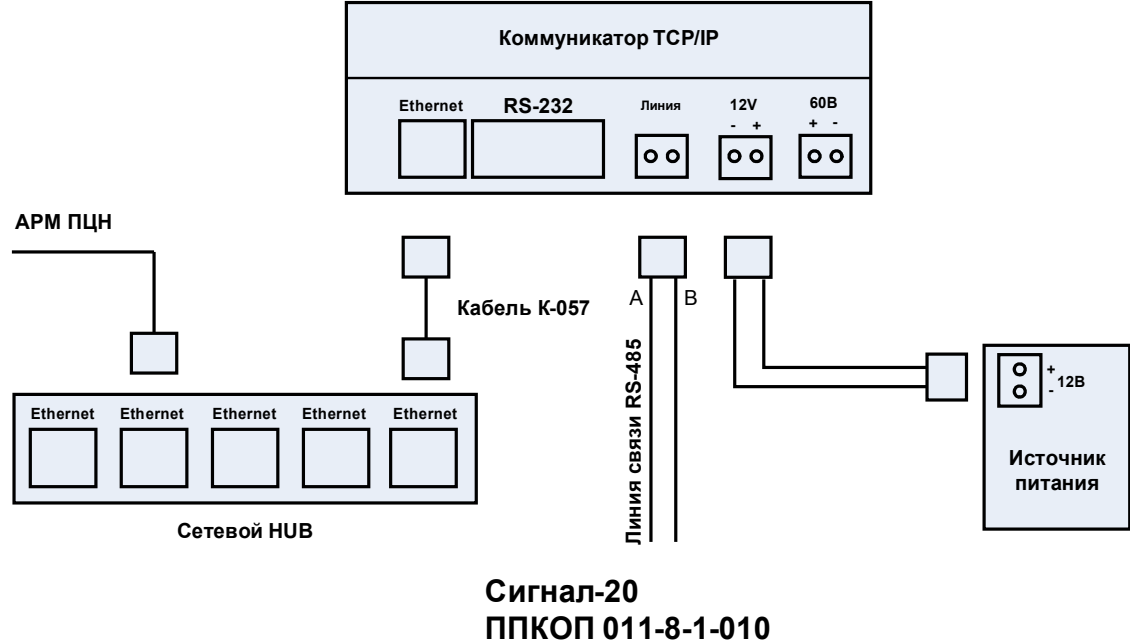 Коммуникатор TCP/IP
Ethernet
RS-232
Линия
12V
60В
- +
+ -
АРМ ПЦН
Кабель К-057
A
B
Линия связи RS-485
Ethernet
Ethernet
Ethernet
Ethernet
Ethernet
Сетевой HUB
+
-
12В
Источник
питания
Сигнал-20
ППКОП 011-8-1-010